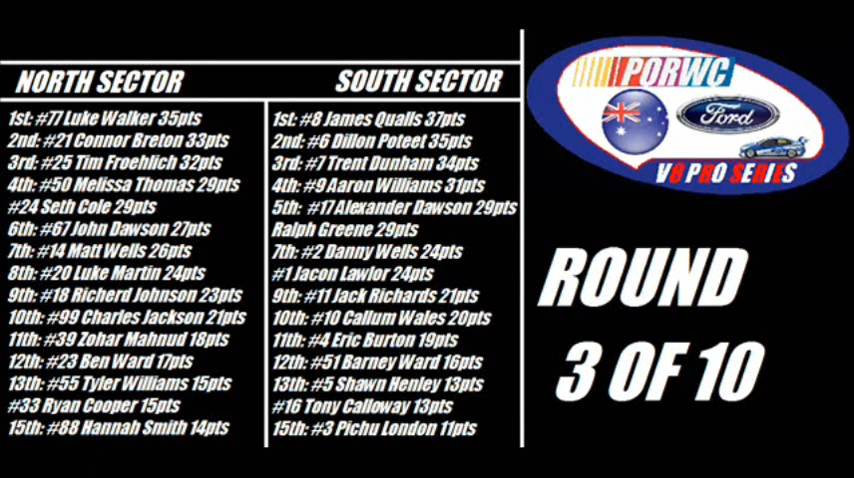 NORTH SECTOR
1st: #77 Luke Walker 35pts
2nd: #21 Connor Breton 33pts
3rd: #25 Tim Froehlich 32pts
4th: #50 Melissa Thomas 29pts
#24 Seth Cole 29pts
6th: #67 John Dawson 27pts
7th: #14 Matt Wells 26pts
8th: #20 Luke Martin 24pts
9th: #18 Richerd Johnson 23pts
10th: #99 Charles Jackson 21pts
11th: #39 Zohar Mahnud 18pts
12th: #23 Ben Ward 17pts
13th: #55 Tyler Williams 15pts
#33 Ryan Cooper 15pts
15th: #88 Hannah Smith 14pts
SOUTH SECTOR
1st: #8 James Qualls 37pts
2nd: #6 Dillon Poteet 35pts
3rd: #7 Trent Dunham 34pts
4th: #9 Aaron Williams 31pts
5th: #17 Alexander Dawson 29pts
Ralph Greene 29pts
7th: #2 Danny Wells 24pts
#1 Jacon Lawlor 24pts
9th: #11 Jack Richards 21pts
10th: #10 Callum Wales 20pts
11th: #4 Eric Burton 19pts
12th: #51 Barney Ward 16pts
13th: #5 Shawn Henley 13pts
#16 Tony Calloway 13pts
15th: #3 Pichu London 11pts
PORWC
Ford
V8 PRO SERIES
ROUND
3 OF 10